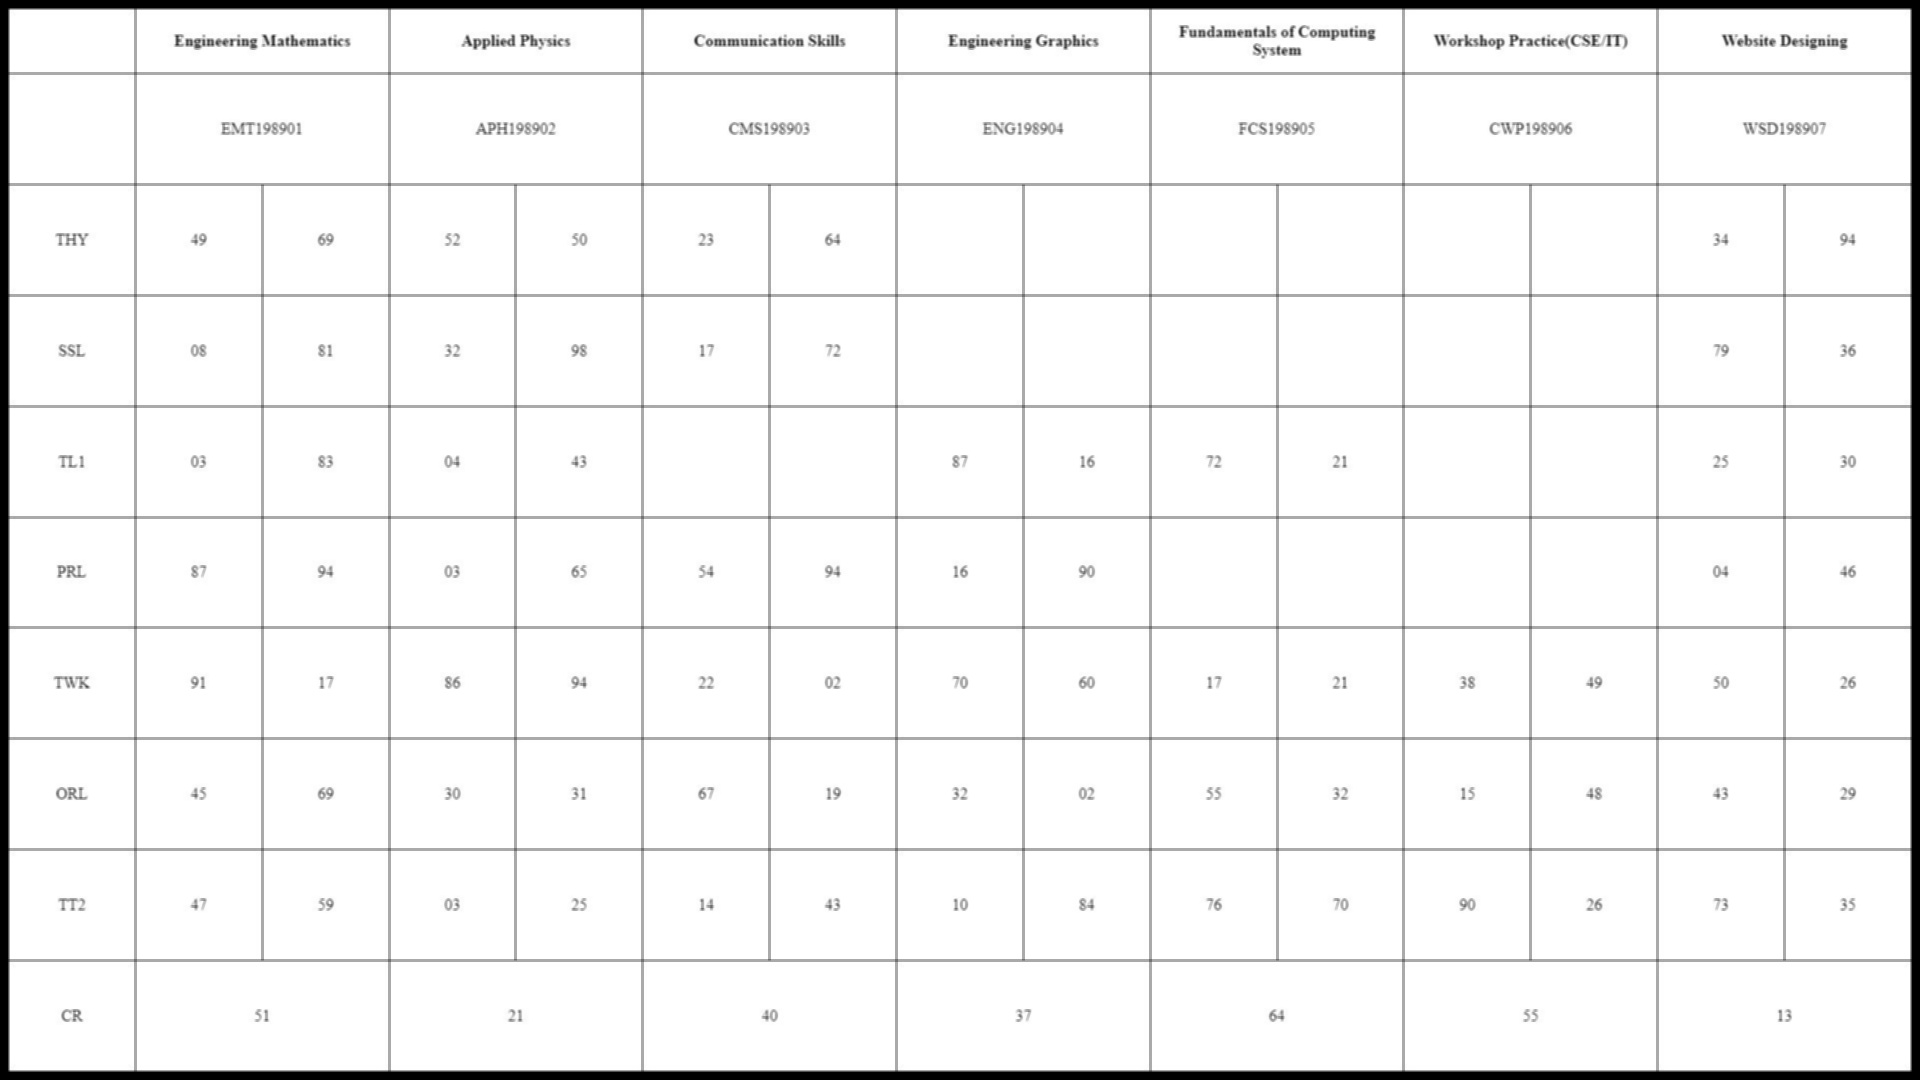 Engineering Mathematics Applied Physics Communication Skills Engineering Graphics Fundamentals of Computing System Workshop Practice(CSE/IT) Website Designing
EMT198901 APH198902 CMS198903 ENG198904 FCS198905 CWP198906 WSD198907
THY 49 69 52 50 23 64 34 94
SSL 08 81 32 98 17 72 79 36
TL1 03 83 04 43 87 16 72 21 25 30
PRL 87 94 03 65 54 94 16 90 04 46
TWK 91 17 86 94 22 02 70 60 17 21 38 49 50 26
ORL 45 69 30 31 67 19 32 02 55 32 15 48 43 29
TT2 47 59 03 25 14 43 10 84 76 70 90 26 73 35
CR 51 21 40 37 64 55 13